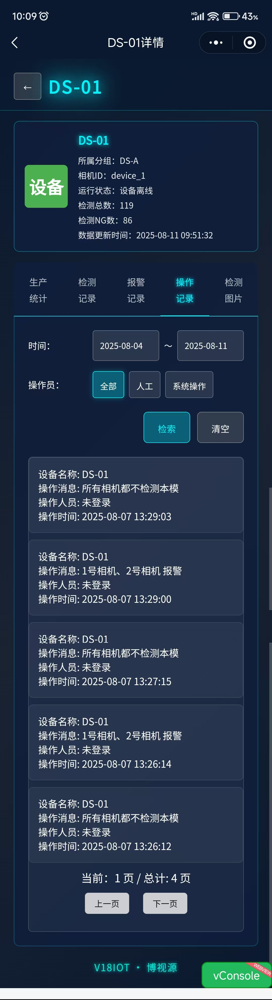 10:09
HD
6
43%
DS-01详情
← DS-01
DS-01
设备
所属分组：DS-A
相机ID：device_1
运行状态：设备离线
检测总数：119
检测NG数：86
数据更新时间：2025-08-11 09:51:32
生产统计
检测记录
报警记录
操作记录
检测图片
时间：
2025-08-04 ～ 2025-08-11
操作员：
全部 人工 系统操作
检索 清空
设备名称: DS-01
操作消息: 所有相机都不检测本模
操作人员: 未登录
操作时间: 2025-08-07 13:29:03
设备名称: DS-01
操作消息: 1号相机、2号相机 报警
操作人员: 未登录
操作时间: 2025-08-07 13:29:00
设备名称: DS-01
操作消息: 所有相机都不检测本模
操作人员: 未登录
操作时间: 2025-08-07 13:27:15
设备名称: DS-01
操作消息: 1号相机、2号相机 报警
操作人员: 未登录
操作时间: 2025-08-07 13:26:14
设备名称: DS-01
操作消息: 所有相机都不检测本模
操作人员: 未登录
操作时间: 2025-08-07 13:26:12
当前：1 页 / 总计: 4 页
上一页 下一页
V18IOT · 博视源
WEBVIEW
vConsole